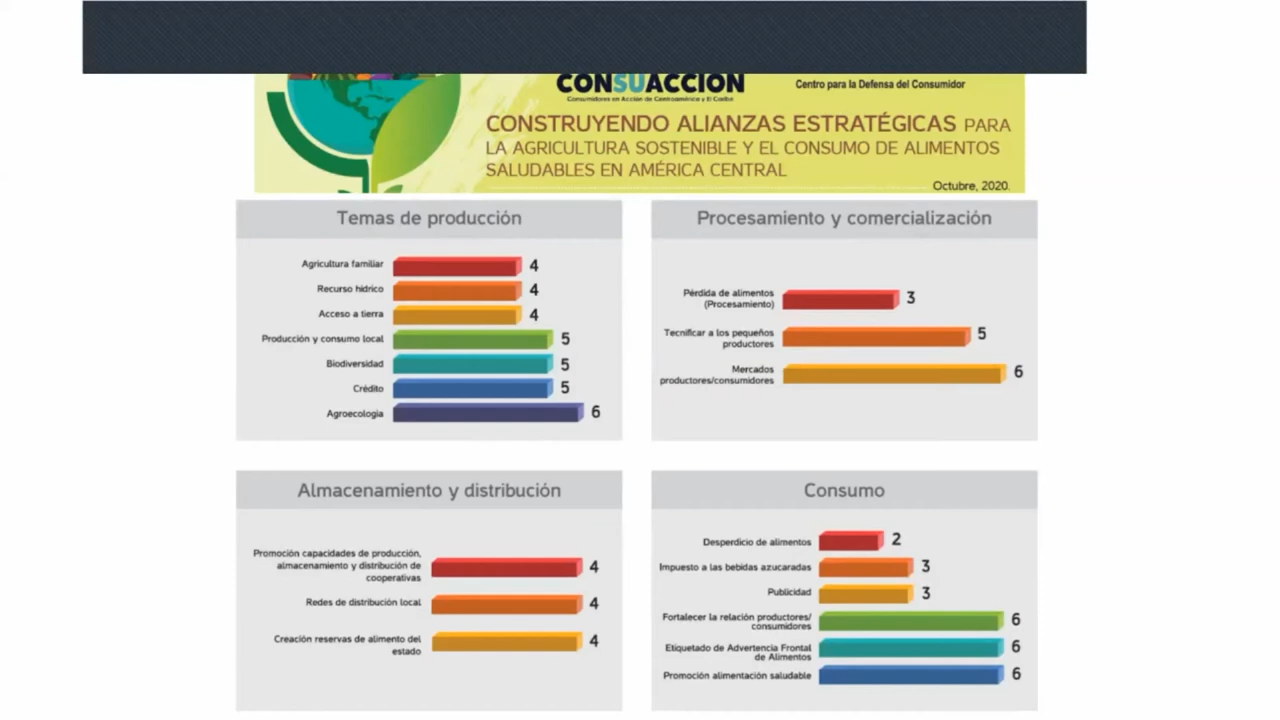 CONSUACCION
Consumidores en Acción de Centroamérica y El Caribe
Centro para la Defensa del Consumidor
CONSTRUYENDO ALIANZAS ESTRATÉGICAS PARA
LA AGRICULTURA SOSTENIBLE Y EL CONSUMO DE ALIMENTOS
SALUDABLES EN AMÉRICA CENTRAL
Octubre, 2020.
Temas de producción
Agricultura familiar 4
Recurso hídrico 4
Acceso a tierra 4
Producción y consumo local 5
Biodiversidad 5
Crédito 5
Agroecología 6
Procesamiento y comercialización
Pérdida de alimentos
(Procesamiento) 3
Tecnificar a los pequeños
productores 5
Mercados
productores/consumidores 6
Almacenamiento y distribución
Promoción capacidades de producción,
almacenamiento y distribución de
cooperativas 4
Redes de distribución local 4
Creación reservas de alimento del
estado 4
Consumo
Desperdicio de alimentos 2
Impuesto a las bebidas azucaradas 3
Publicidad 3
Fortalecer la relación productores/
consumidores 6
Etiquetado de Advertencia Frontal
de Alimentos 6
Promoción alimentación saludable 6